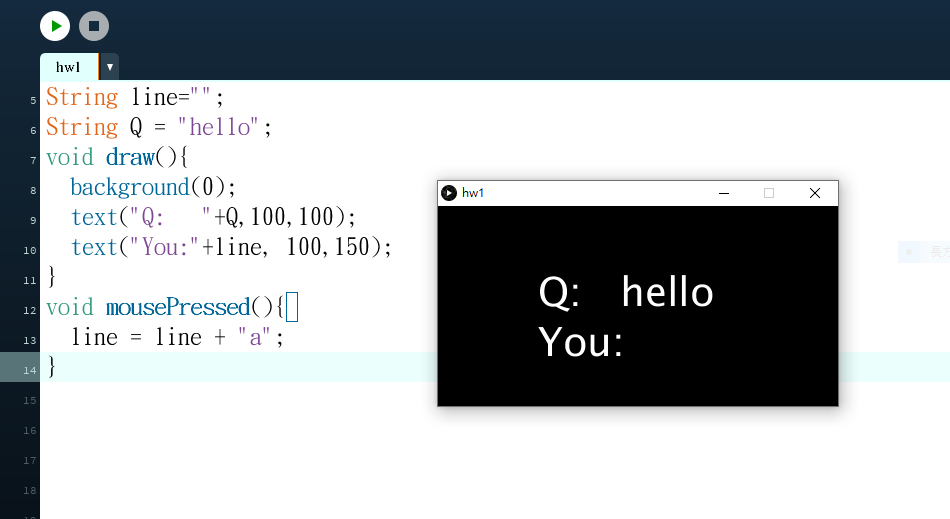 hw1
5 String line="";
6 String Q = "hello";
7 void draw(){
8 background(0);
9 text("Q:   "+Q,100,100);
10 text("You:"+line, 100,150);
11 }
12 void mousePressed(){
13 line = line + "a";
14 }
15
16
17
18
hw1
Q:   hello
You: